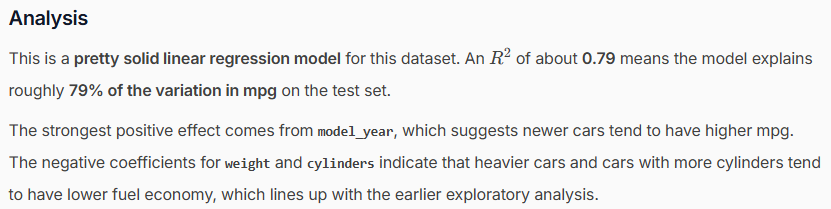 Analysis
This is a pretty solid linear regression model for this dataset. An R² of about 0.79 means the model explains
roughly 79% of the variation in mpg on the test set.
The strongest positive effect comes from model_year, which suggests newer cars tend to have higher mpg.
The negative coefficients for weight and cylinders indicate that heavier cars and cars with more cylinders tend
to have lower fuel economy, which lines up with the earlier exploratory analysis.